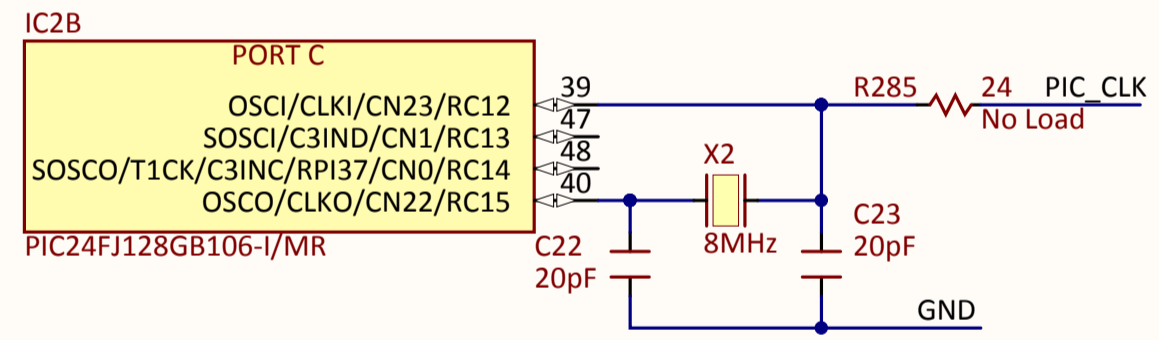 IC2B
PORT C
OSCI/CLKI/CN23/RC12
39
R285
24
PIC_CLK
No Load
SOSCI/C3IND/CN1/RC13
47
SOSCO/T1CK/C3INC/RPI37/CN0/RC14
48
X2
OSCO/CLKO/CN22/RC15
40
8MHz
C23
20pF
PIC24FJ128GB106-I/MR
C22
20pF
GND